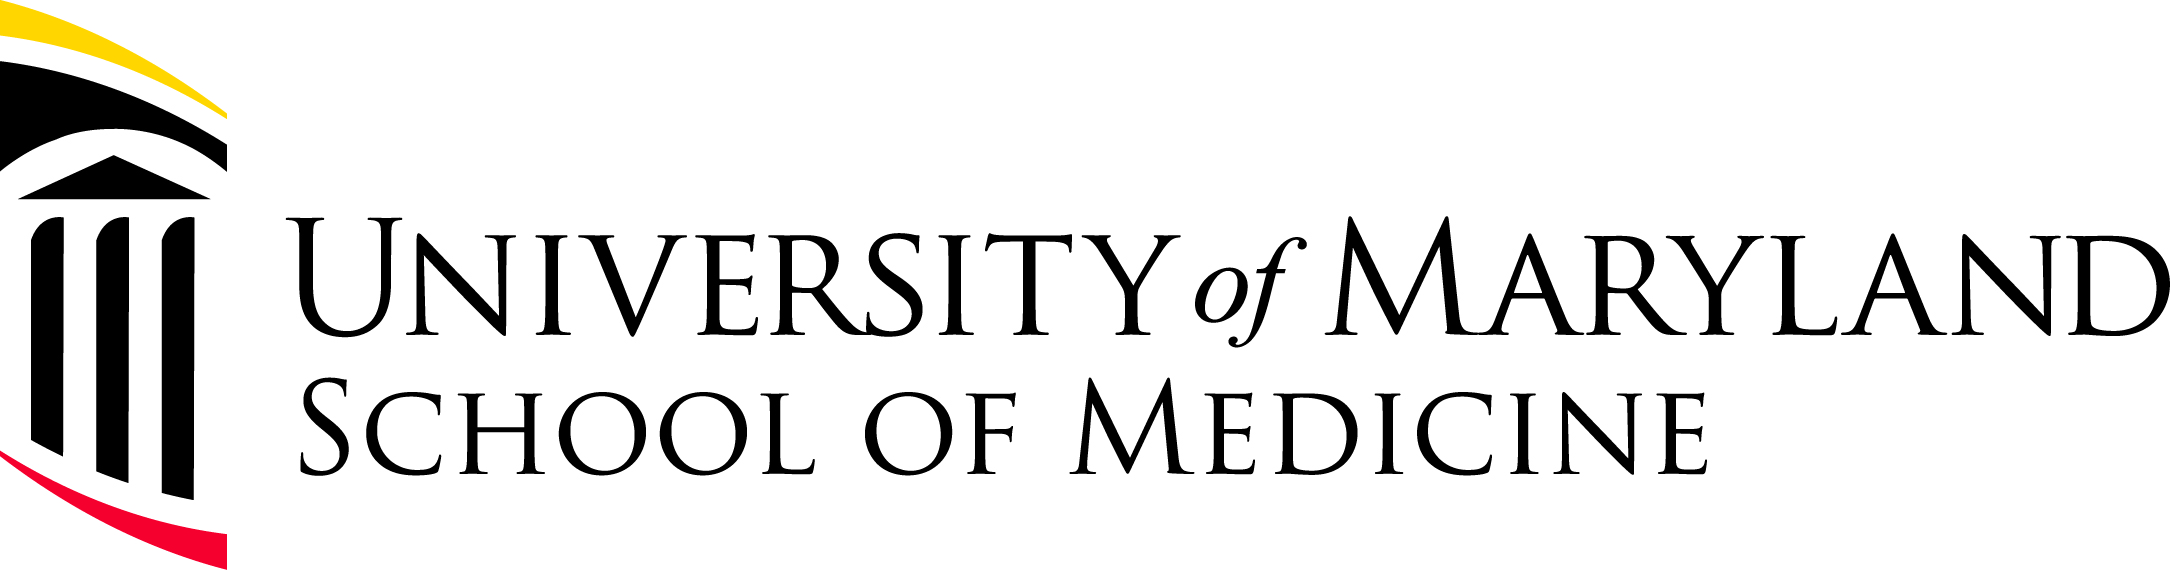 University of Maryland
School of Medicine